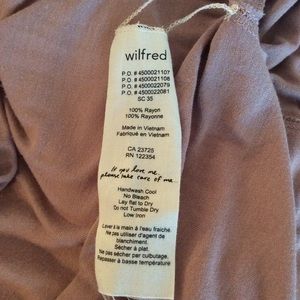 wilfred
P.O. # 4500021107
P.O. # 4500021108
P.O. # 4500022079
P.O. # 4500022081
SC 35
100% Rayon
100% Rayonne
Made in Vietnam
Fabriqué en Vietnam
CA 23725
RN 122354
If you love me,
please take care of me.
Handwash Cool
No Bleach
Lay flat to Dry
Do not Tumble Dry
Low Iron
Laver à la main à l'eau fraîche.
Ne pas utiliser d'agent de
blanchiment.
Sécher à plat.
Ne pas sécher par culbutage.
Repasser à basse température